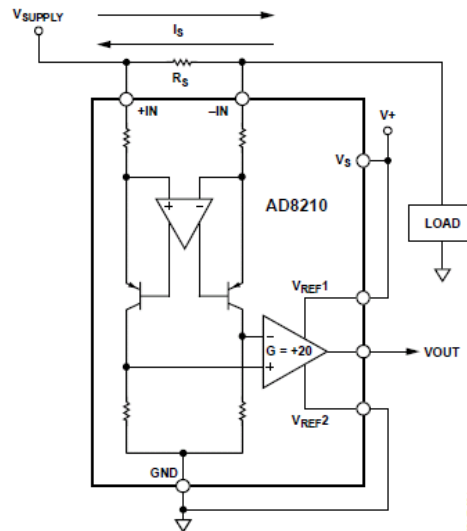 VSUPPLY
IS
RS
+IN
–IN
V+
VS
AD8210
LOAD
+
–
VREF1
–
G = +20
+
VOUT
VREF2
GND